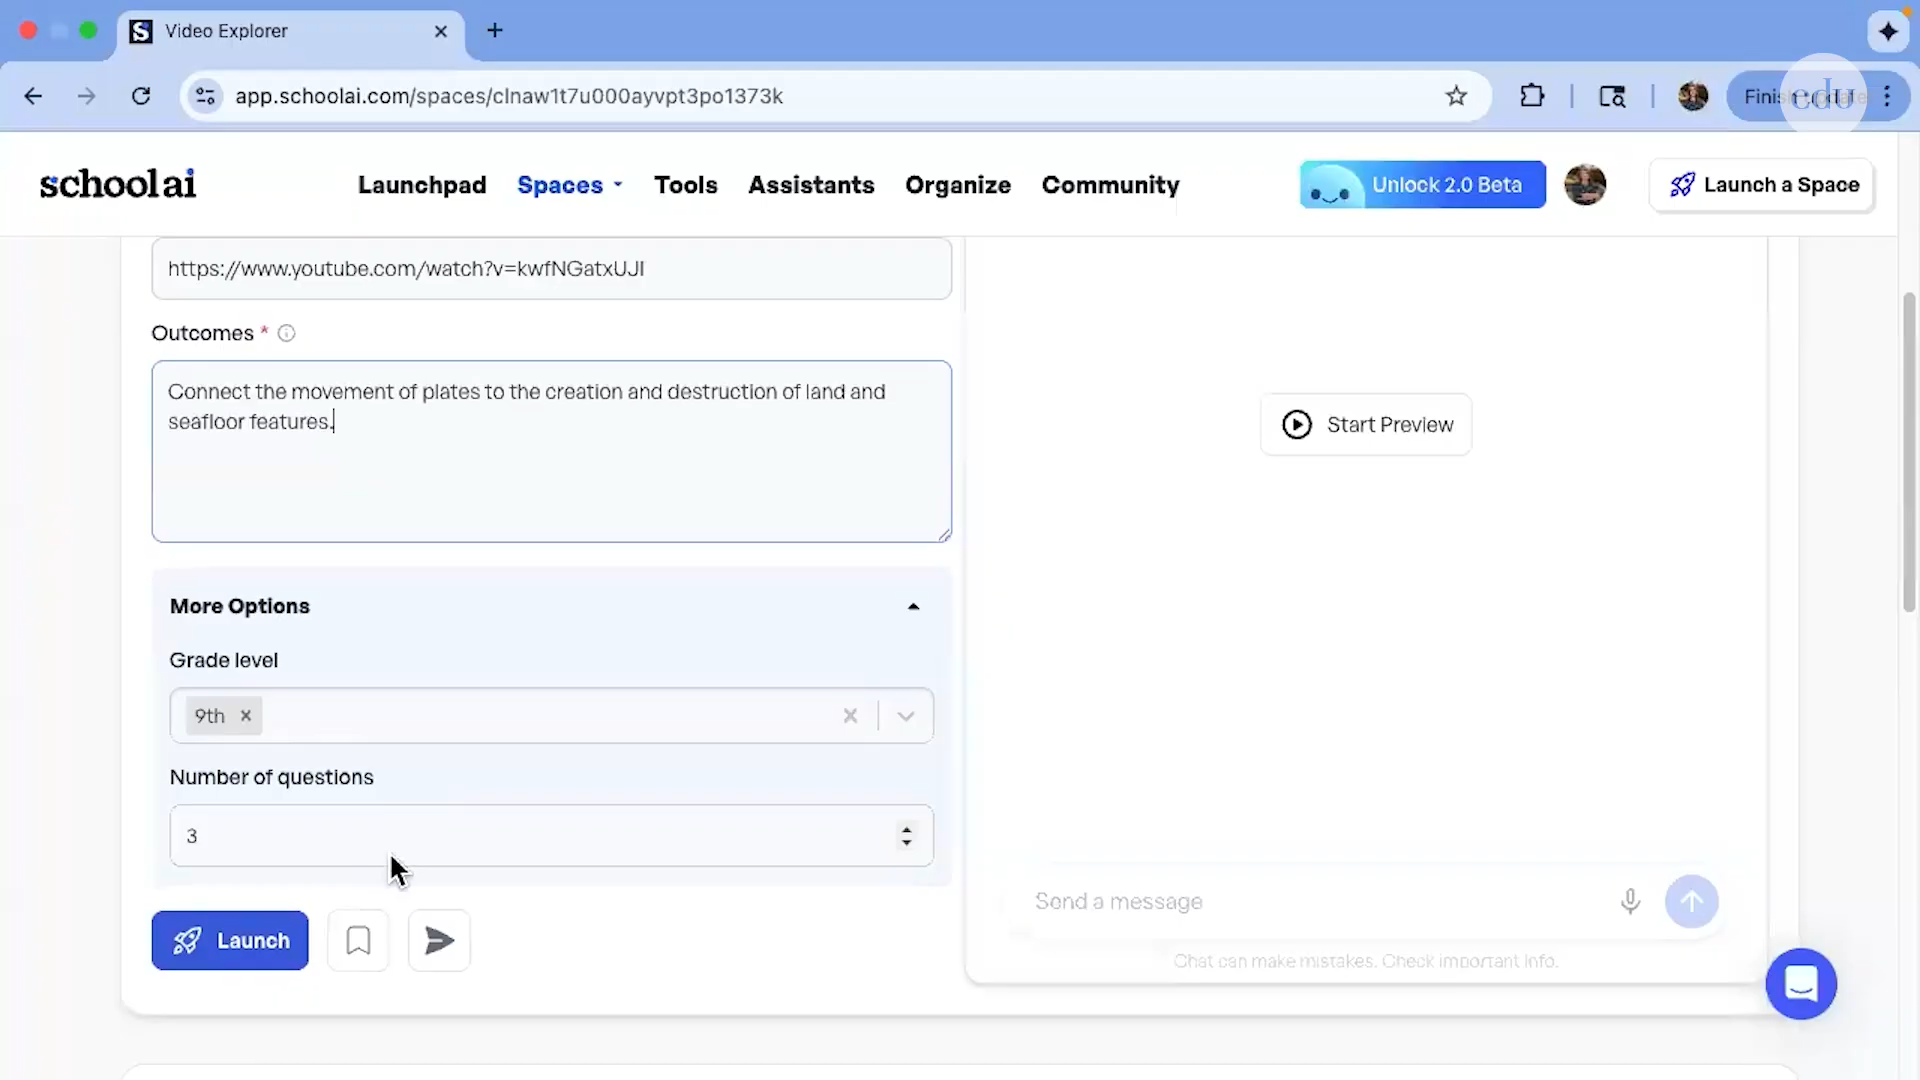 Video Explorer
app.schoolai.com/spaces/clnaw1t7u000ayvpt3po1373k
edu
schoolai
Launchpad
Spaces
Tools
Assistants
Organize
Community
Unlock 2.0 Beta
Launch a Space
https://www.youtube.com/watch?v=kwfNGatxUJI
Outcomes *
Connect the movement of plates to the creation and destruction of land and
seafloor features.
Start Preview
More Options
Grade level
9th
Number of questions
3
Send a message
Launch
Chat can make mistakes. Check important info.